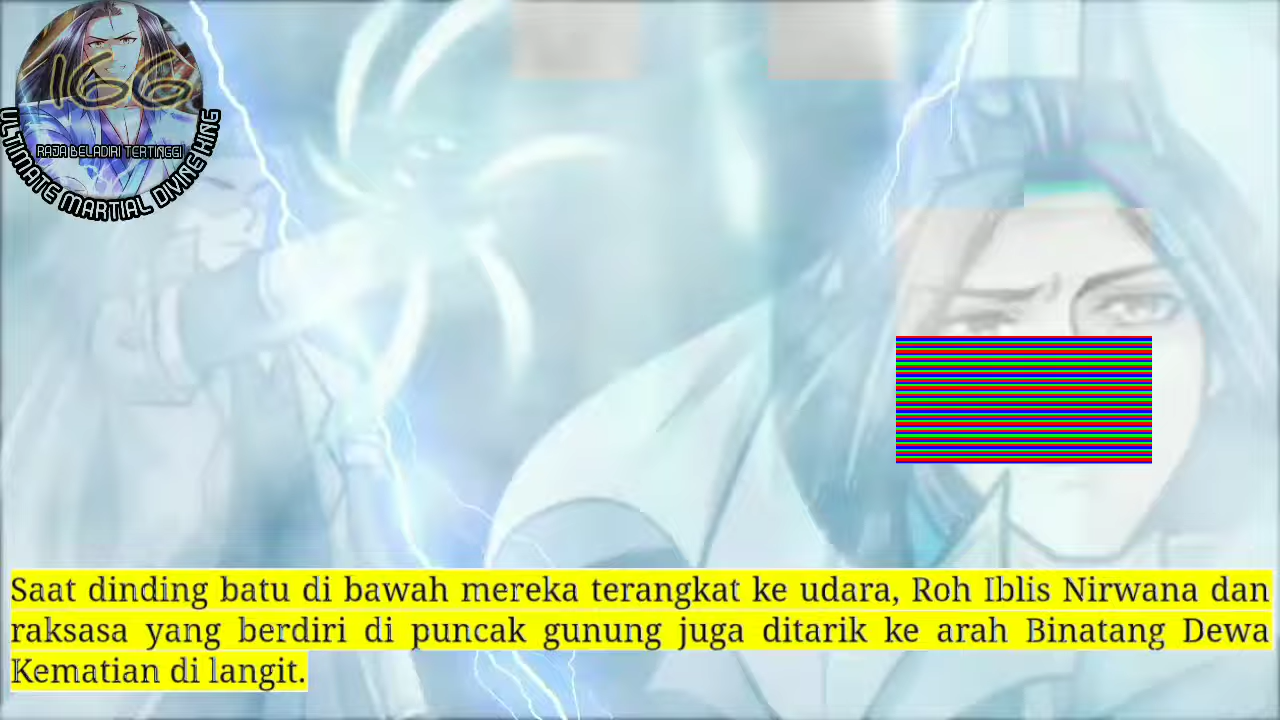 166
RAJA BELADIRI TERTINGGI
ULTIMATE MARTIAL DIVINE KING
Saat dinding batu di bawah mereka terangkat ke udara, Roh Iblis Nirwana dan
raksasa yang berdiri di puncak gunung juga ditarik ke arah Binatang Dewa
Kematian di langit.